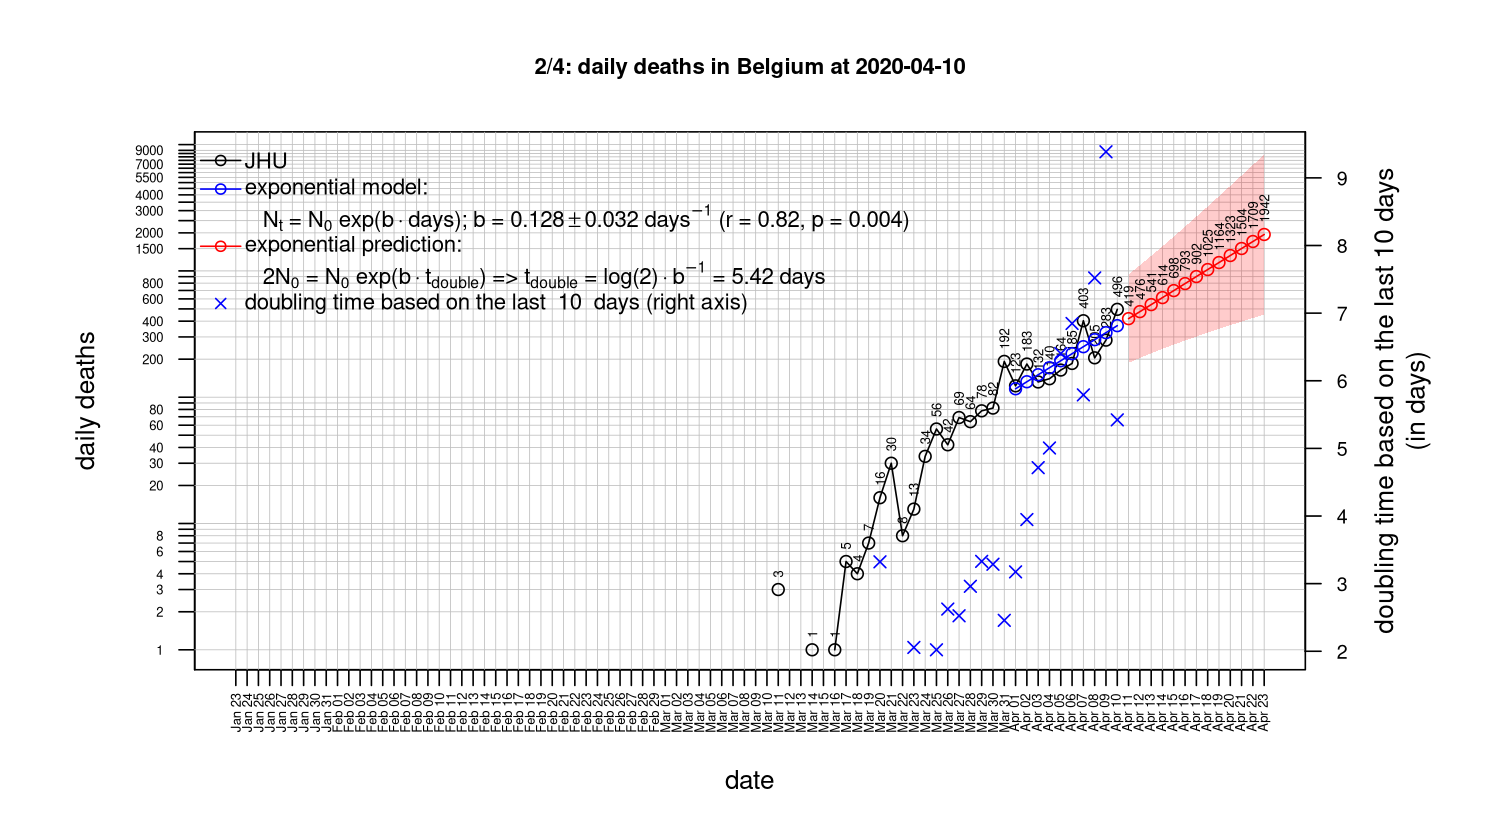 2/4: daily deaths in Belgium at 2020-04-10
JHU
exponential model:
Nt = N0 exp(b · days); b = 0.128 ± 0.032 days−1 (r = 0.82, p = 0.004)
exponential prediction:
2N0 = N0 exp(b · tdouble) => tdouble = log(2) · b−1 = 5.42 days
doubling time based on the last 10 days (right axis)
daily deaths
9000
7000
5500
4000
3000
2000
1500
800
600
400
300
200
80
60
40
30
20
8
6
4
3
2
1
3
1
1
5
4
7
16
30
8
13
34
56
42
69
64
78
82
192
123
183
132
140
64
185
403
283
496
419
476
541
614
698
793
902
1025
1164
1323
1504
1709
1942
9
8
7
6
5
4
3
2
doubling time based on the last 10 days
(in days)
Jan 23
Jan 24
Jan 25
Jan 26
Jan 27
Jan 28
Jan 29
Jan 30
Jan 31
Feb 01
Feb 02
Feb 03
Feb 04
Feb 05
Feb 06
Feb 07
Feb 08
Feb 09
Feb 10
Feb 11
Feb 12
Feb 13
Feb 14
Feb 15
Feb 16
Feb 17
Feb 18
Feb 19
Feb 20
Feb 21
Feb 22
Feb 23
Feb 24
Feb 25
Feb 26
Feb 27
Feb 28
Feb 29
Mar 01
Mar 02
Mar 03
Mar 04
Mar 05
Mar 06
Mar 07
Mar 08
Mar 09
Mar 10
Mar 11
Mar 12
Mar 13
Mar 14
Mar 15
Mar 16
Mar 17
Mar 18
Mar 19
Mar 20
Mar 21
Mar 22
Mar 23
Mar 24
Mar 25
Mar 26
Mar 27
Mar 28
Mar 29
Mar 30
Mar 31
Apr 01
Apr 02
Apr 03
Apr 04
Apr 05
Apr 06
Apr 07
Apr 08
Apr 09
Apr 10
Apr 11
Apr 12
Apr 13
Apr 14
Apr 15
Apr 16
Apr 17
Apr 18
Apr 19
Apr 20
Apr 21
Apr 22
Apr 23
date